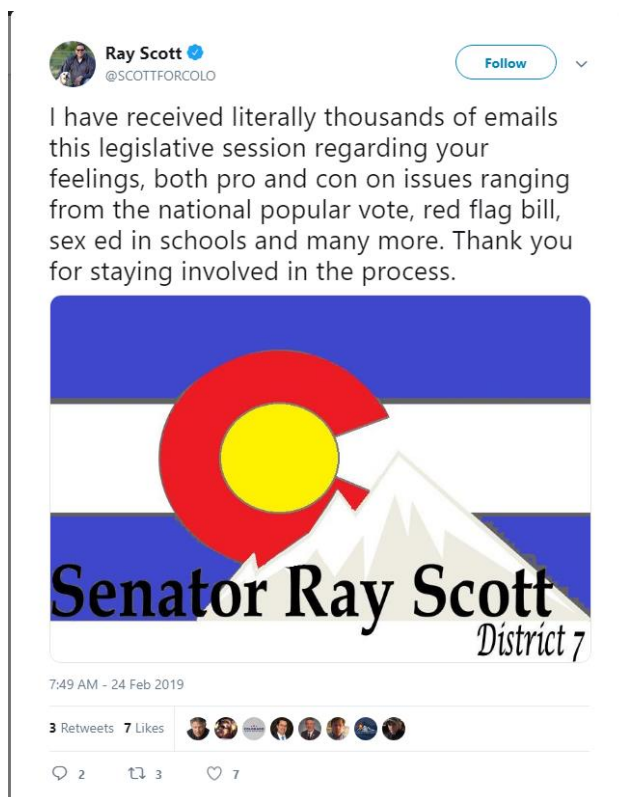 Ray Scott
@SCOTTFORCOLO
Follow
I have received literally thousands of emails
this legislative session regarding your
feelings, both pro and con on issues ranging
from the national popular vote, red flag bill,
sex ed in schools and many more. Thank you
for staying involved in the process.
Senator Ray Scott
District 7
7:49 AM - 24 Feb 2019
3 Retweets 7 Likes
2 3 7